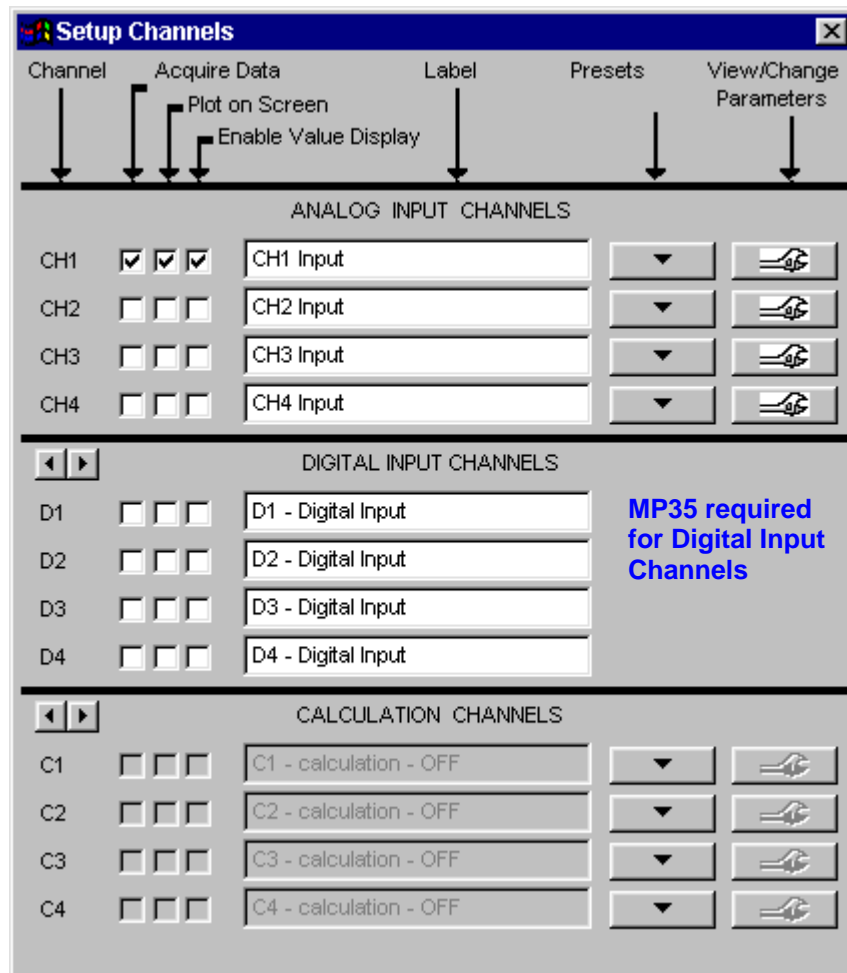 Setup Channels
Channel Acquire Data Label Presets View/Change
Plot on Screen Parameters
Enable Value Display
ANALOG INPUT CHANNELS
CH1 CH1 Input
CH2 CH2 Input
CH3 CH3 Input
CH4 CH4 Input
DIGITAL INPUT CHANNELS
D1 D1 - Digital Input MP35 required
for Digital Input
D2 D2 - Digital Input Channels
D3 D3 - Digital Input
D4 D4 - Digital Input
CALCULATION CHANNELS
C1 C1 - calculation - OFF
C2 C2 - calculation - OFF
C3 C3 - calculation - OFF
C4 C4 - calculation - OFF